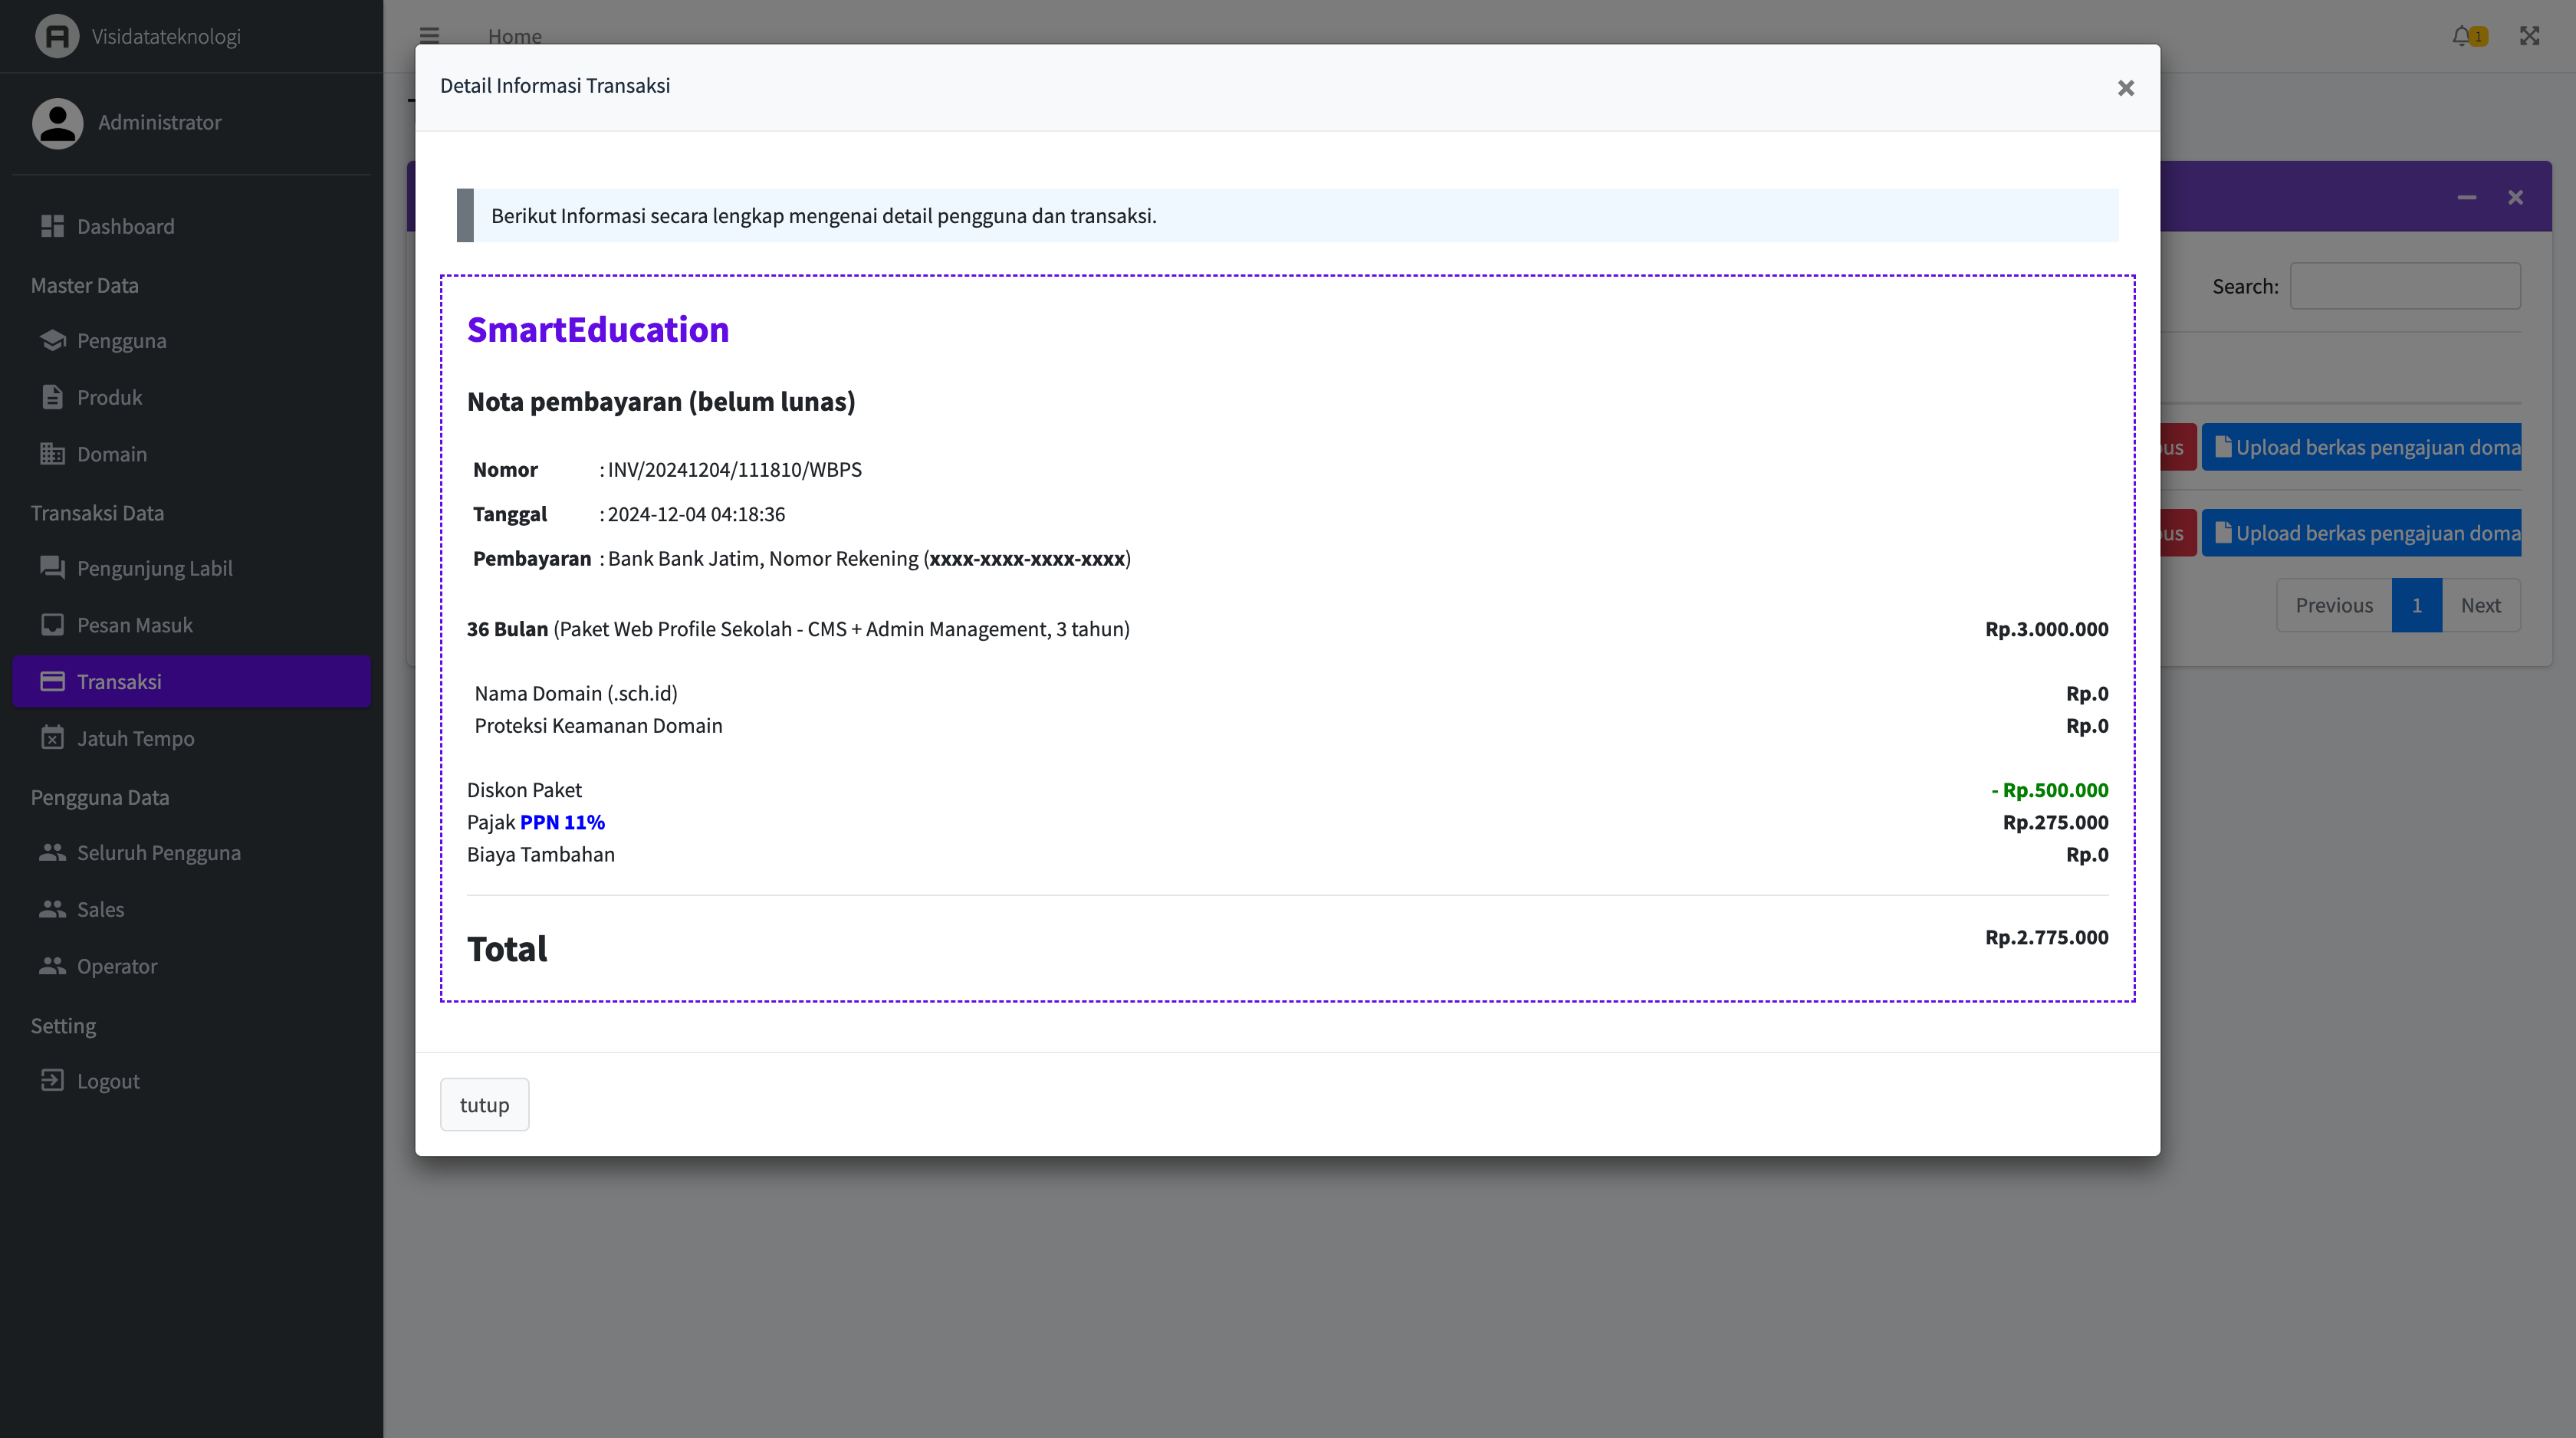 Visidatateknologi
Administrator
Dashboard
Master Data
Pengguna
Produk
Domain
Transaksi Data
Pengunjung Labil
Pesan Masuk
Transaksi
Jatuh Tempo
Pengguna Data
Seluruh Pengguna
Sales
Operator
Setting
Logout
Home
1
Detail Informasi Transaksi
Berikut Informasi secara lengkap mengenai detail pengguna dan transaksi.
SmartEducation
Nota pembayaran (belum lunas)
Nomor : INV/20241204/111810/WBPS
Tanggal : 2024-12-04 04:18:36
Pembayaran : Bank Bank Jatim, Nomor Rekening (xxxx-xxxx-xxxx-xxxx)
36 Bulan (Paket Web Profile Sekolah - CMS + Admin Management, 3 tahun) Rp.3.000.000
Nama Domain (.sch.id) Rp.0
Proteksi Keamanan Domain Rp.0
Diskon Paket - Rp.500.000
Pajak PPN 11% Rp.275.000
Biaya Tambahan Rp.0
Total Rp.2.775.000
tutup
Search:
Upload berkas pengajuan doma
Upload berkas pengajuan doma
Previous 1 Next